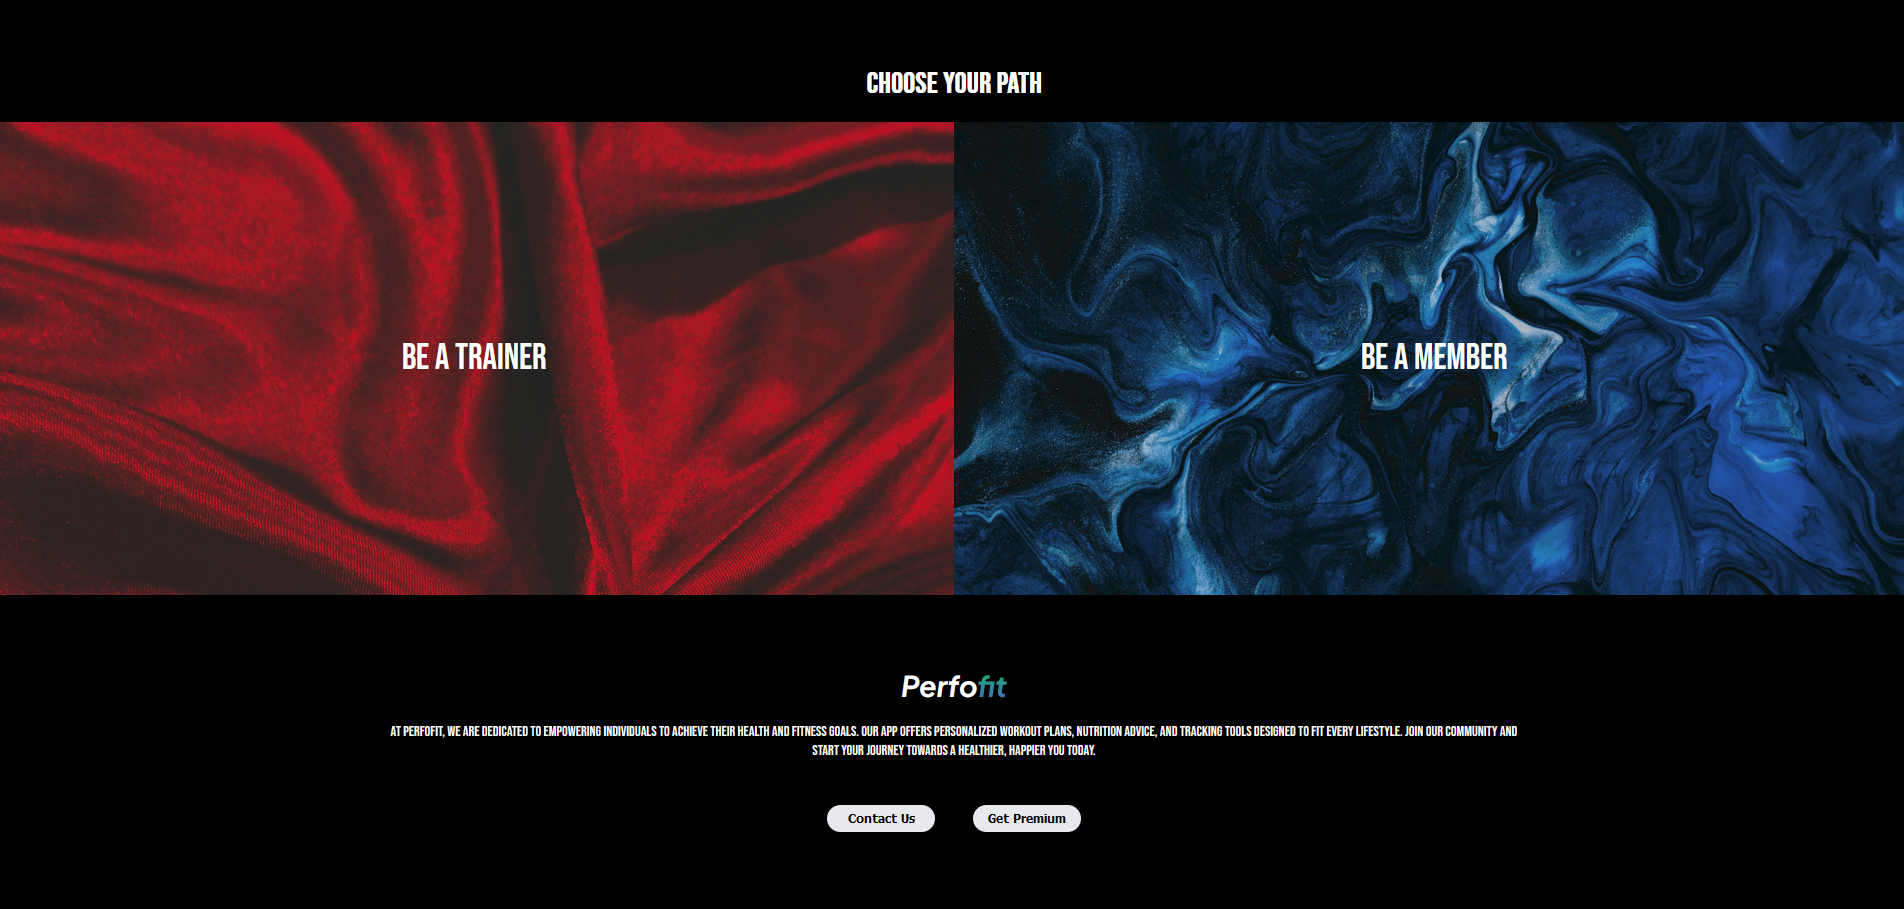 CHOOSE YOUR PATH
BE A TRAINER
BE A MEMBER
Perfofit
AT PERFOFIT, WE ARE DEDICATED TO EMPOWERING INDIVIDUALS TO ACHIEVE THEIR HEALTH AND FITNESS GOALS. OUR APP OFFERS PERSONALIZED WORKOUT PLANS, NUTRITION ADVICE, AND TRACKING TOOLS DESIGNED TO FIT EVERY LIFESTYLE. JOIN OUR COMMUNITY AND
START YOUR JOURNEY TOWARDS A HEALTHIER, HAPPIER YOU TODAY.
Contact Us
Get Premium